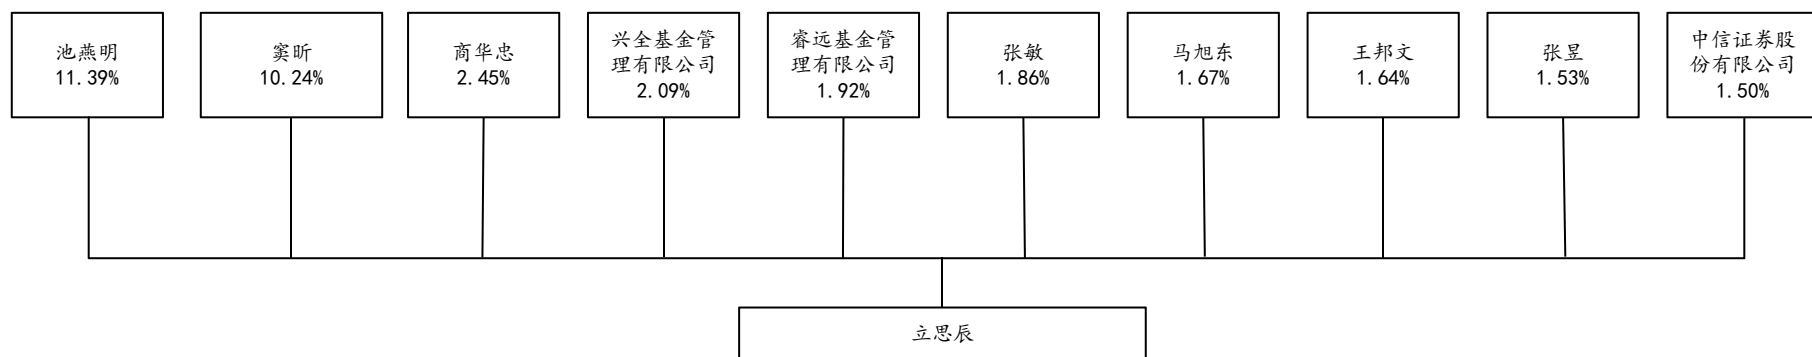 池燕明
11.39%
窦昕
10.24%
商华忠
2.45%
兴全基金管
理有限公司
2.09%
睿远基金管
理有限公司
1.92%
张敏
1.86%
马旭东
1.67%
王邦文
1.64%
张昱
1.53%
中信证券股
份有限公司
1.50%
立思辰